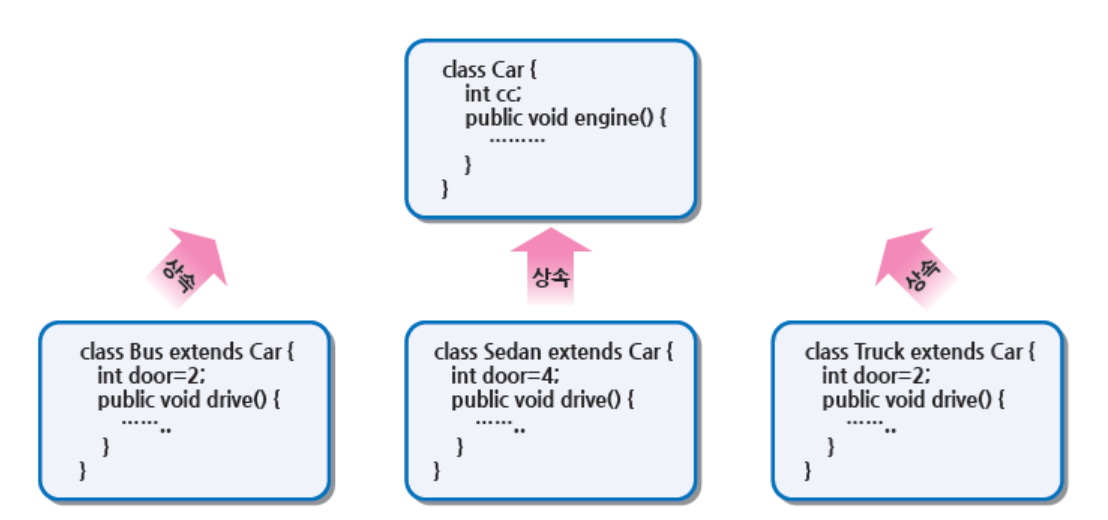 class Car {
int cc;
public void engine() {
………
}
}
상속
상속
상속
class Bus extends Car {
int door=2;
public void drive() {
……..
}
}
class Sedan extends Car {
int door=4;
public void drive() {
……..
}
}
class Truck extends Car {
int door=2;
public void drive() {
……..
}
}